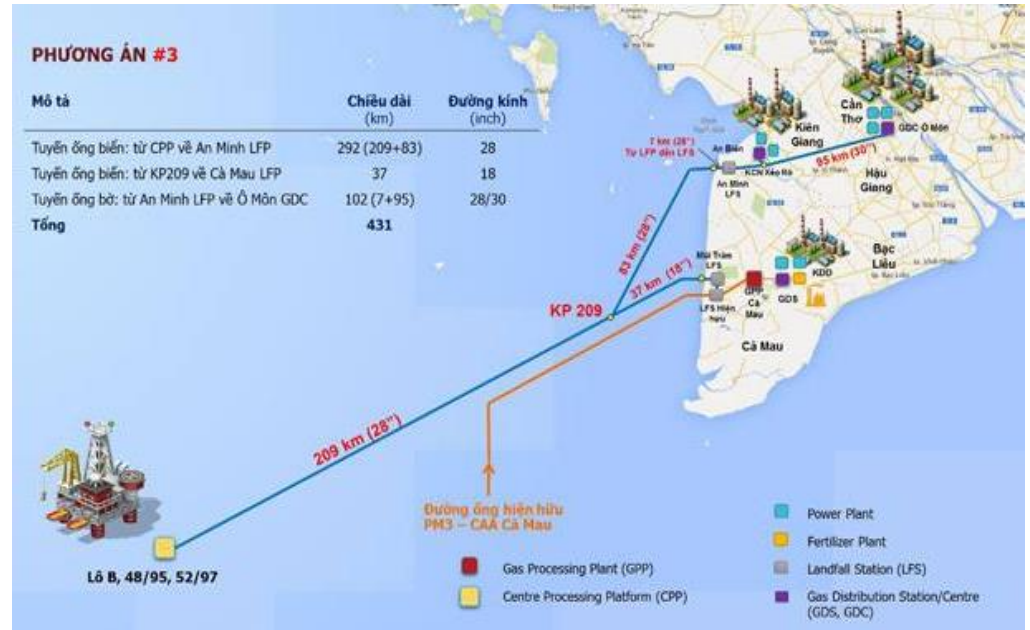 PHƯƠNG ÁN #3
Mô tả Chiều dài (km) Đường kính (inch)
Tuyến ống biển: từ CPP về An Minh LFP 292 (209+83) 28
Tuyến ống biển: từ KP209 về Cà Mau LFP 37 18
Tuyến ống bờ: từ An Minh LFP về Ô Môn GDC 102 (7+95) 28/30
Tổng 431
Cần Thơ
GDC Ô Môn
Kiên Giang
7 km (28")
Từ LFP đến LFS
An Biên
KCN Xẻo Rô
95 km (30")
An Minh LFS
Hậu Giang
83 km (28")
Bạc Liêu
Mũi Tràm LFS
37 km (18")
KDD
GPP Cà Mau
GDS
LFS Hiện hữu
KP 209
Cà Mau
209 km (28")
Đường ống hiện hữu
PM3 – CAA Cà Mau
Lô B, 48/95, 52/97
Gas Processing Plant (GPP)
Centre Processing Platform (CPP)
Power Plant
Fertilizer Plant
Landfall Station (LFS)
Gas Distribution Station/Centre
(GDS, GDC)